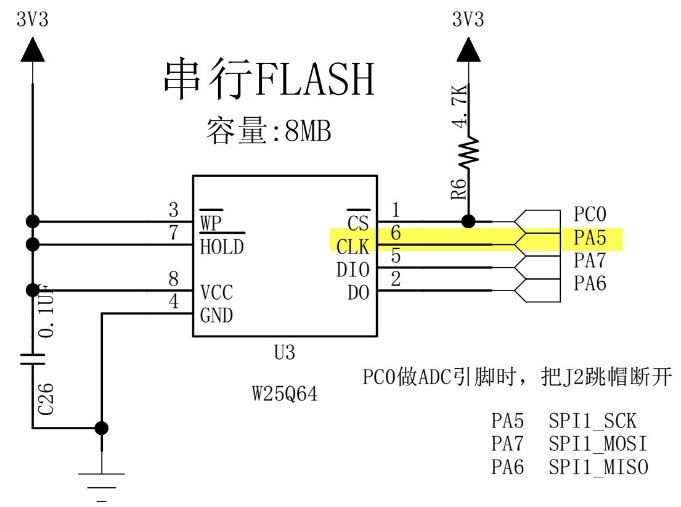 3V3
3V3
串行FLASH
容量:8MB
4.7K
R6
3
WP
7
HOLD
8
VCC
4
GND
CS
1
CLK
6
DIO
5
DO
2
PC0
PA5
PA7
PA6
0.1UF
C26
U3
W25Q64
PC0做ADC引脚时，把J2跳帽断开
PA5 SPI1_SCK
PA7 SPI1_MOSI
PA6 SPI1_MISO